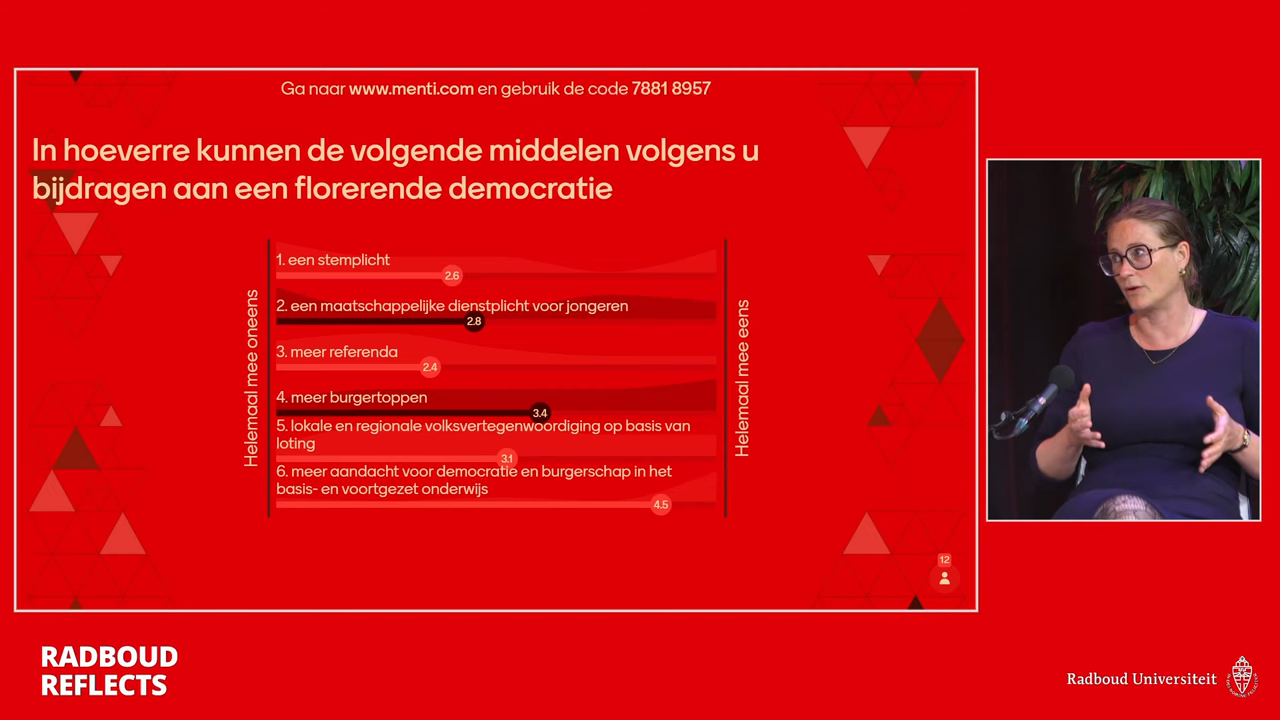 Ga naar www.menti.com en gebruik de code 7881 8957
In hoeverre kunnen de volgende middelen volgens u
bijdragen aan een florerende democratie
Helemaal mee oneens
1. een stemplicht
2.6
2. een maatschappelijke dienstplicht voor jongeren
2.8
3. meer referenda
2.4
4. meer burgertoppen
3.4
5. lokale en regionale volksvertegenwoordiging op basis van
loting
3.1
6. meer aandacht voor democratie en burgerschap in het
basis- en voortgezet onderwijs
4.5
Helemaal mee eens
12
RADBOUD
REFLECTS
Radboud Universiteit